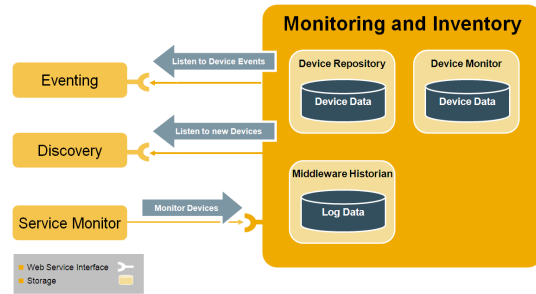 Monitoring and Inventory
Listen to Device Events
Eventing
Device Repository
Device Data
Device Monitor
Device Data
Listen to new Devices
Discovery
Middleware Historian
Log Data
Monitor Devices
Service Monitor
Web Service Interface
Storage